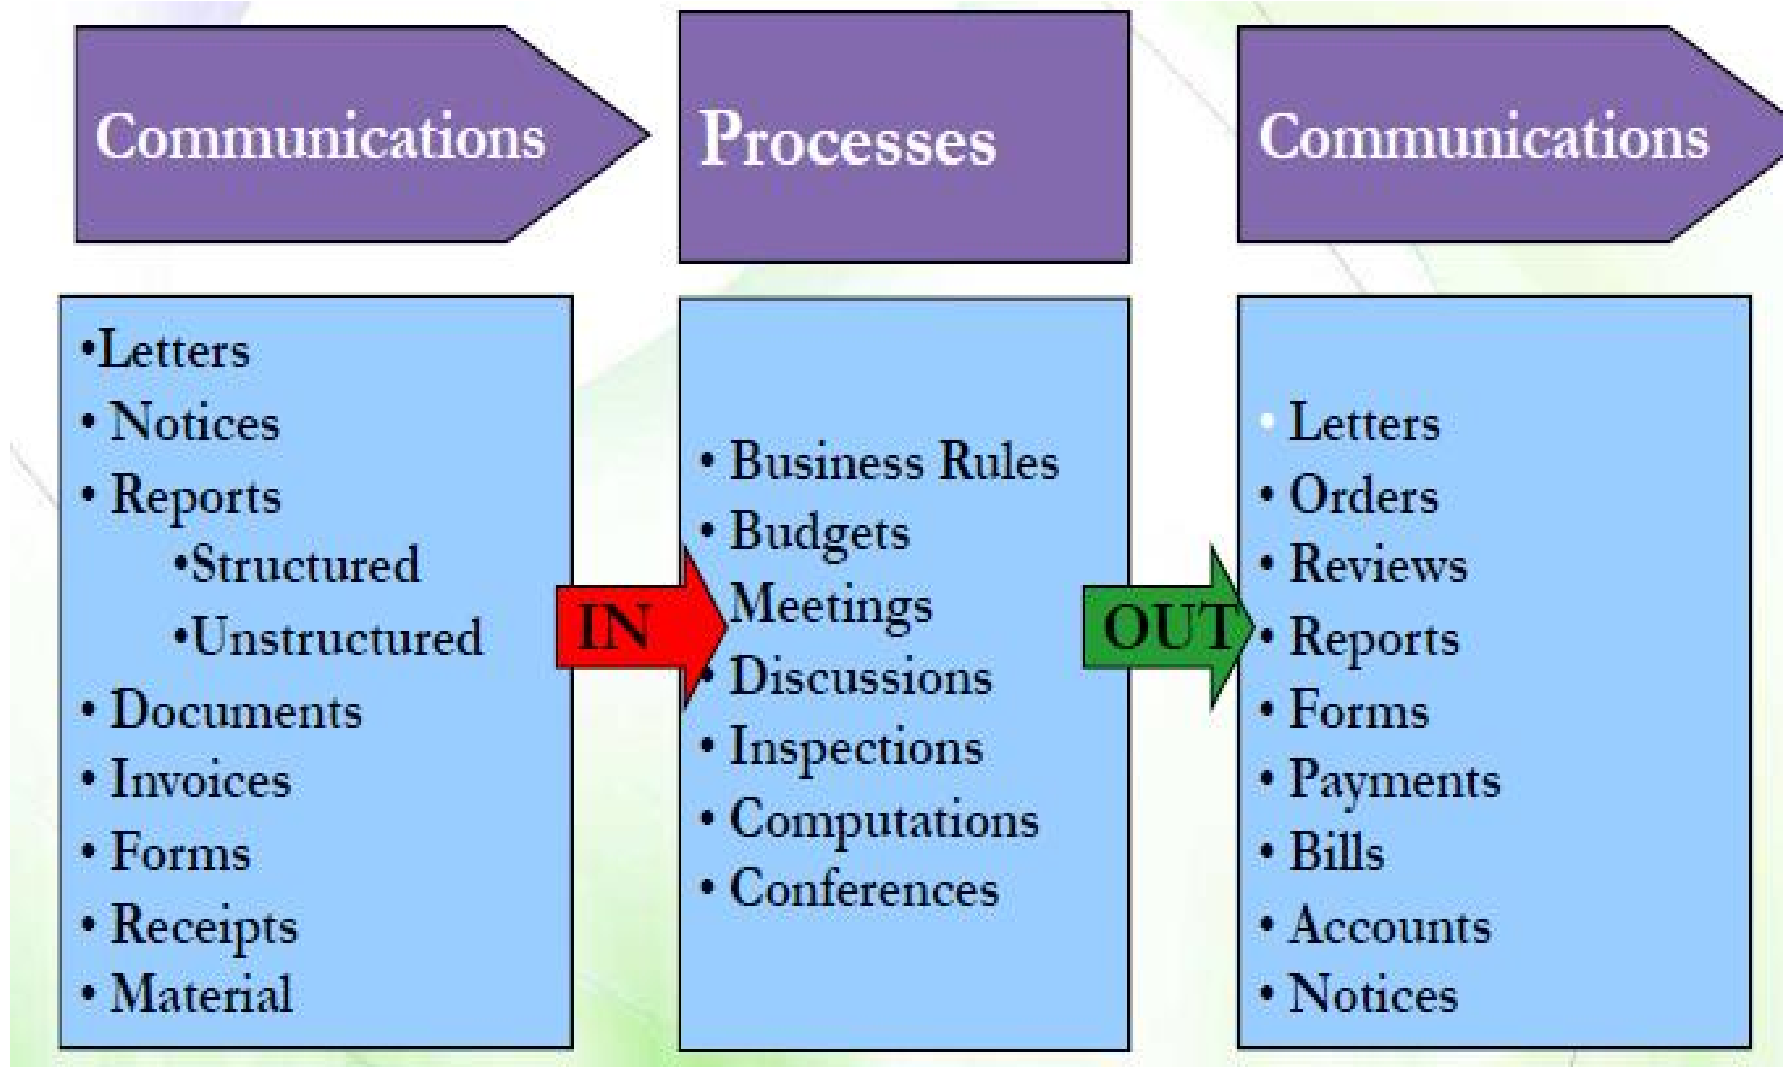 Communications
Processes
Communications
•Letters
• Notices
• Reports
•Structured
•Unstructured
• Documents
• Invoices
• Forms
• Receipts
• Material
IN
• Business Rules
• Budgets
Meetings
• Discussions
• Inspections
• Computations
• Conferences
OUT
• Letters
• Orders
• Reviews
• Reports
• Forms
• Payments
• Bills
• Accounts
• Notices